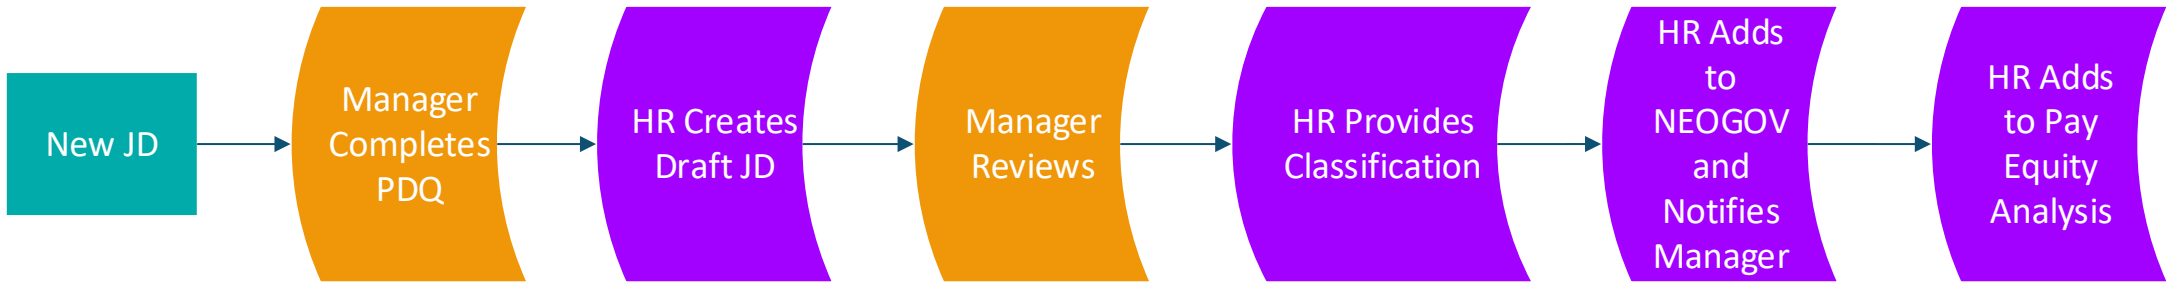 New JD
Manager
Completes
PDQ
HR Creates
Draft JD
Manager
Reviews
HR Provides
Classification
HR Adds
to
NEOGOV
and
Notifies
Manager
HR Adds
to Pay
Equity
Analysis